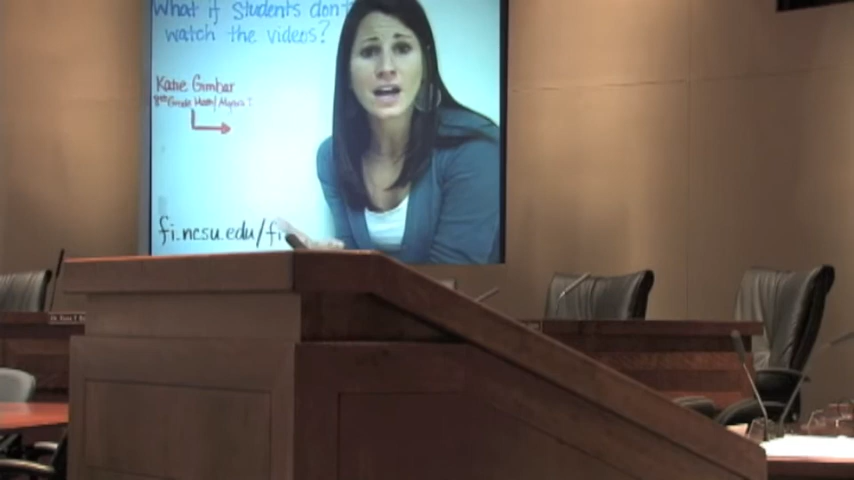 What if Students don't
watch the videos?
Katie Gimbar
8th Grade Math/Algebra I
fi.ncsu.edu/fi